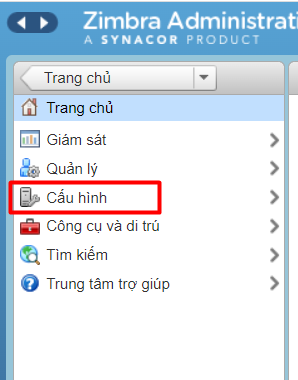 Zimbra Administrati
A SYNACOR PRODUCT
Trang chủ
Trang chủ
Giám sát
Quản lý
Cấu hình
Công cụ và di trú
Tìm kiếm
Trung tâm trợ giúp